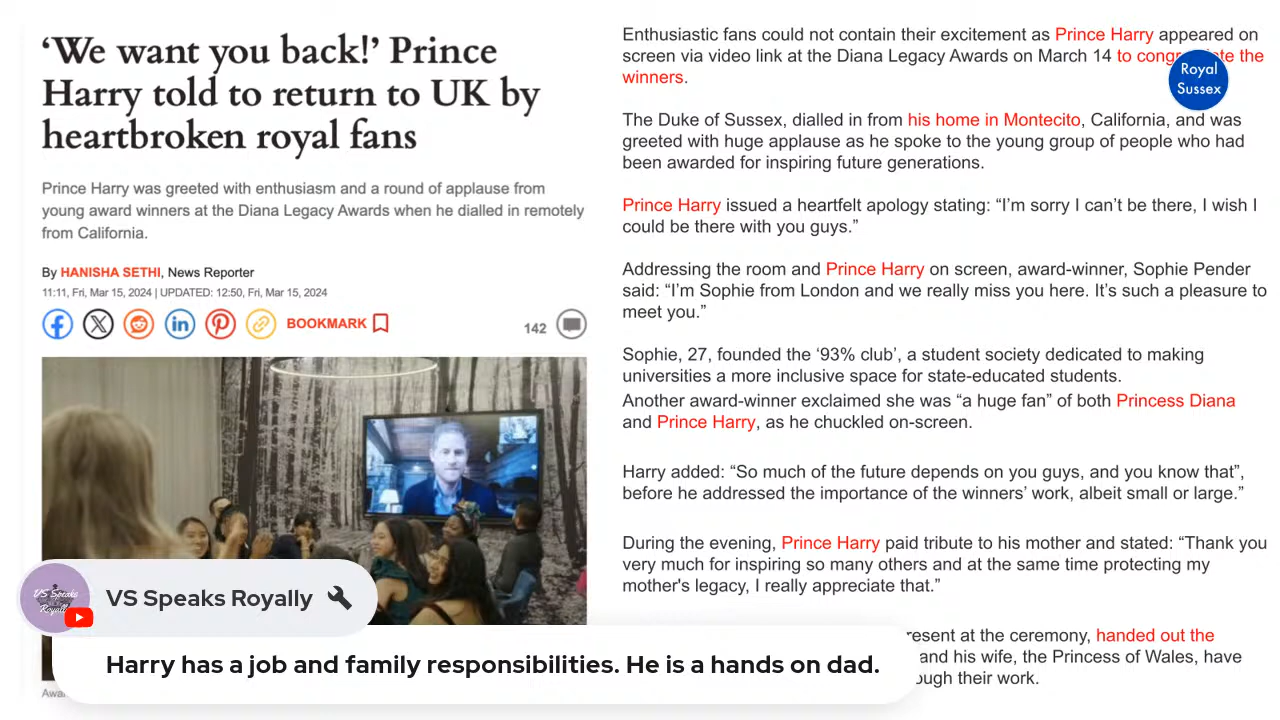 ‘We want you back!’ Prince
Harry told to return to UK by
heartbroken royal fans
Prince Harry was greeted with enthusiasm and a round of applause from
young award winners at the Diana Legacy Awards when he dialled in remotely
from California.
By HANISHA SETHI, News Reporter
11:11, Fri, Mar 15, 2024 | UPDATED: 12:50, Fri, Mar 15, 2024
BOOKMARK
142
Enthusiastic fans could not contain their excitement as Prince Harry appeared on
screen via video link at the Diana Legacy Awards on March 14 to the
winners.
Royal
Sussex
The Duke of Sussex, dialled in from his home in Montecito, California, and was
greeted with huge applause as he spoke to the young group of people who had
been awarded for inspiring future generations.
Prince Harry issued a heartfelt apology stating: “I’m sorry I can’t be there, I wish I
could be there with you guys.”
Addressing the room and Prince Harry on screen, award-winner, Sophie Pender
said: “I’m Sophie from London and we really miss you here. It’s such a pleasure to
meet you.”
Sophie, 27, founded the ‘93% club’, a student society dedicated to making
universities a more inclusive space for state-educated students.
Another award-winner exclaimed she was “a huge fan” of both Princess Diana
and Prince Harry, as he chuckled on-screen.
Harry added: “So much of the future depends on you guys, and you know that”,
before he addressed the importance of the winners’ work, albeit small or large.”
During the evening, Prince Harry paid tribute to his mother and stated: “Thank you
very much for inspiring so many others and at the same time protecting my
mother's legacy, I really appreciate that.”
at the ceremony, handed out the
and his wife, the Princess of Wales, have
their work.
VS Speaks Royally
VS Speaks Royally
Harry has a job and family responsibilities. He is a hands on dad.